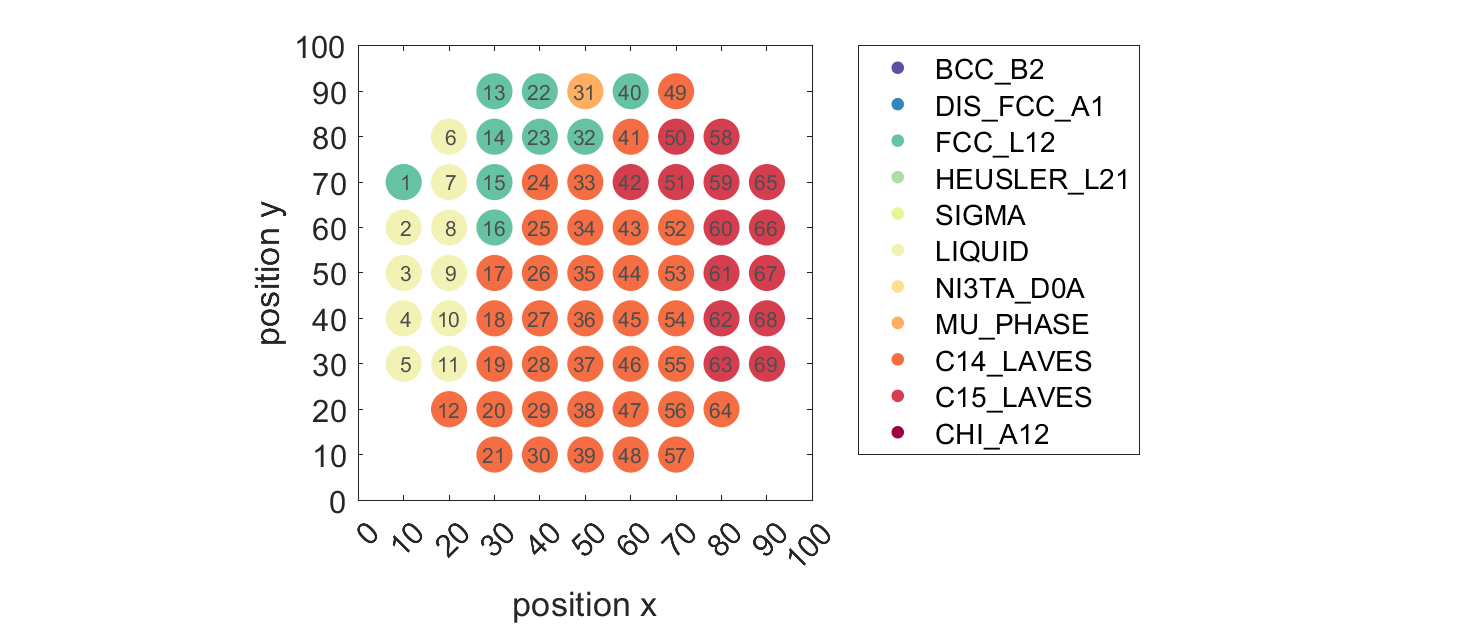 100
90
80
70
60
50
40
30
20
10
0
13 22 31 40 49
6 14 23 32 41 50 58
1 7 15 24 33 42 51 59 65
2 8 16 25 34 43 52 60 66
3 9 17 26 35 44 53 61 67
4 10 18 27 36 45 54 62 68
5 11 19 28 37 46 55 63 69
12 20 29 38 47 56 64
21 30 39 48 57
0 10 20 30 40 50 60 70 80 90 100
position x
position y
BCC_B2
DIS_FCC_A1
FCC_L12
HEUSLER_L21
SIGMA
LIQUID
NI3TA_D0A
MU_PHASE
C14_LAVES
C15_LAVES
CHI_A12